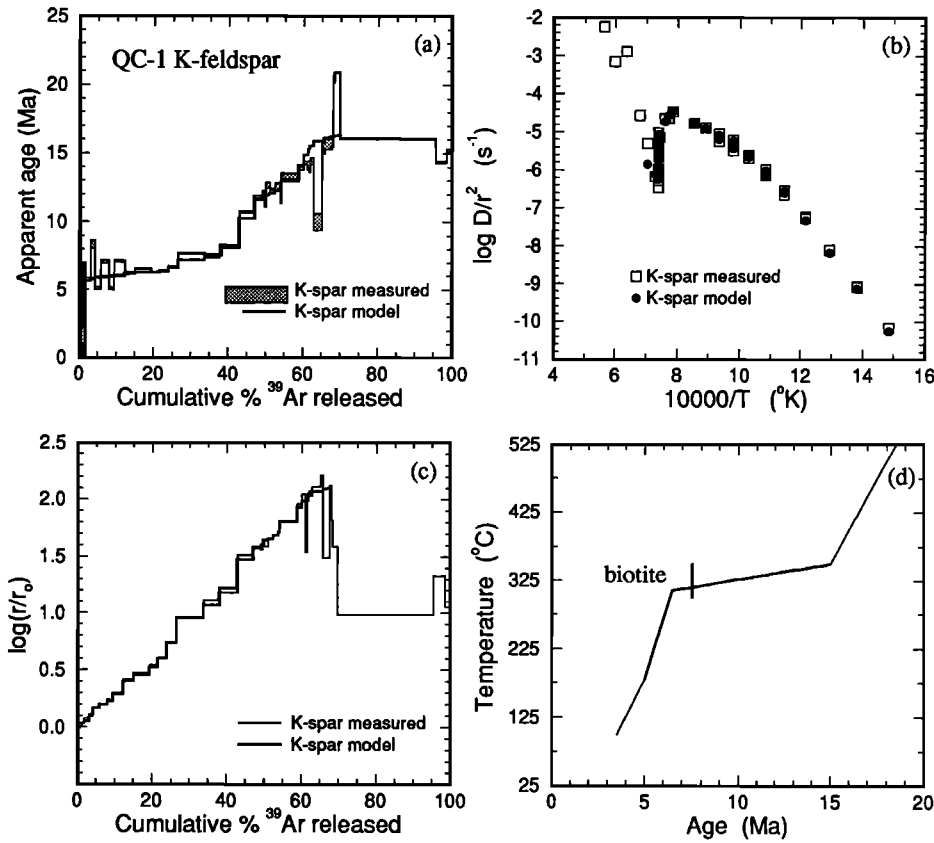 (a)
QC-1 K-feldspar
Apparent age (Ma)
25
20
15
10
5
0
K-spar measured
K-spar model
0 20 40 60 80 100
Cumulative % ³⁹Ar released
(b)
log D/r² (s⁻¹)
-2
-3
-4
-5
-6
-7
-8
-9
-10
-11
K-spar measured
K-spar model
4 6 8 10 12 14 16
10000/T (°K)
(c)
log(r/rₒ)
2.5
2.0
1.5
1.0
0.5
0.0
K-spar measured
K-spar model
0 20 40 60 80 100
Cumulative % ³⁹Ar released
(d)
Temperature (°C)
525
425
325
225
125
25
biotite
0 5 10 15 20
Age (Ma)